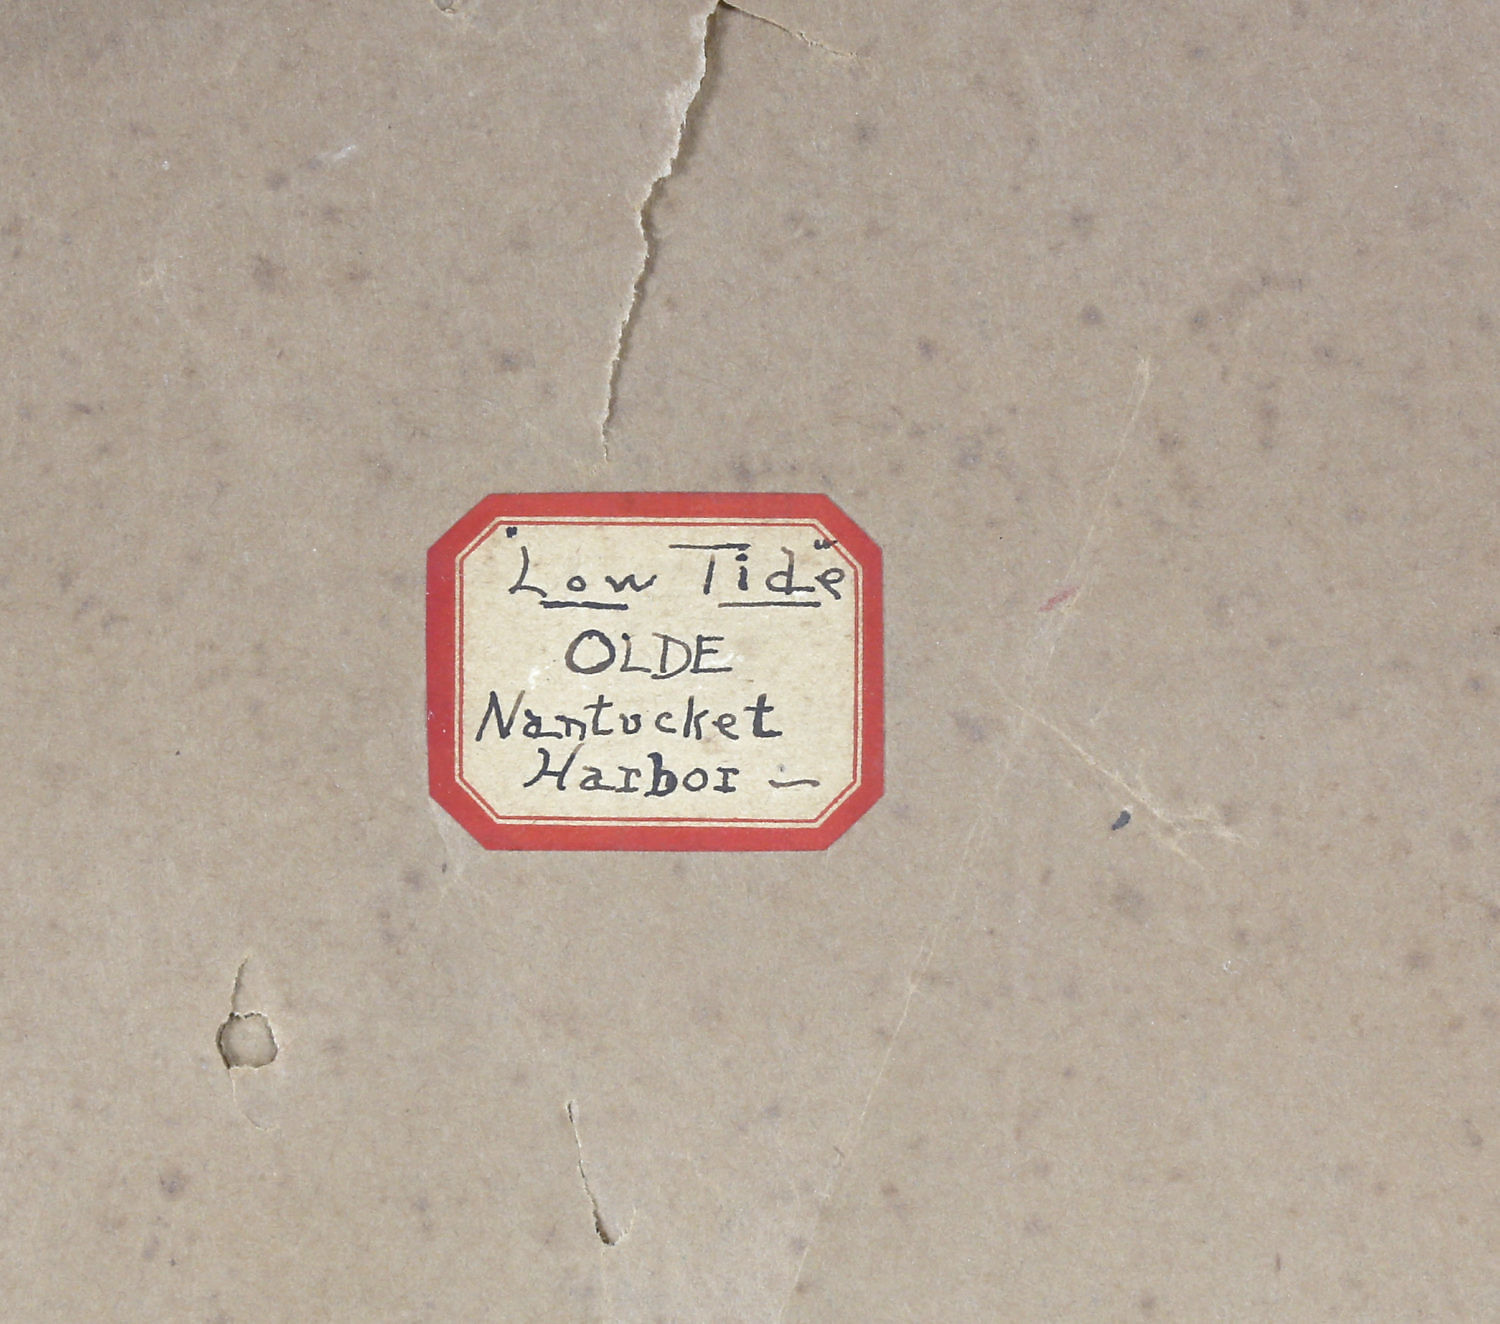 "Low Tide"
OLDE
Nantucket
Harbor —